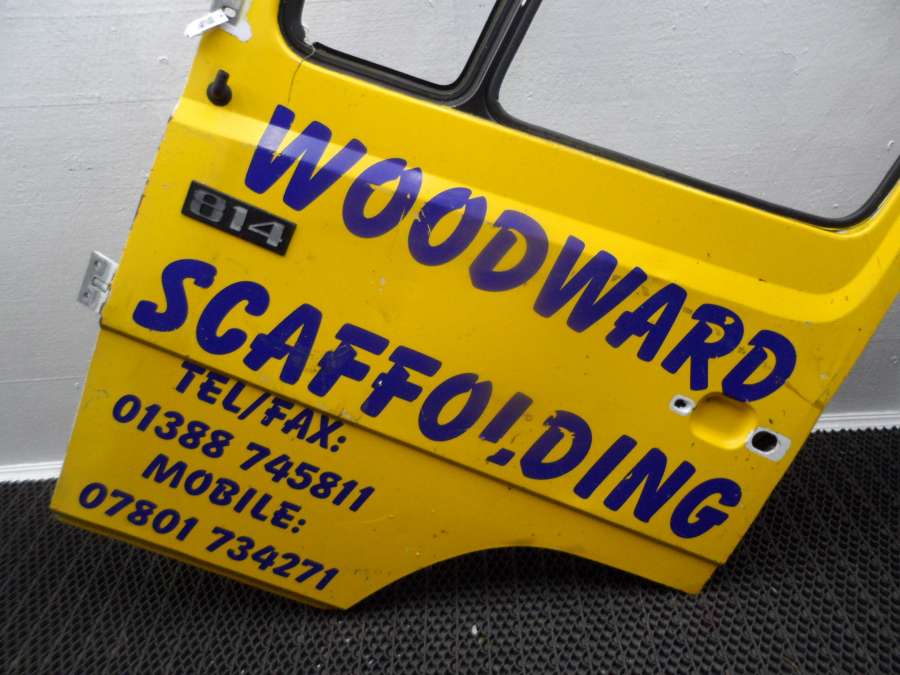 WOODWARD
814
SCAFFOLDING
TEL/FAX:
01388 745811
MOBILE:
07801 734271